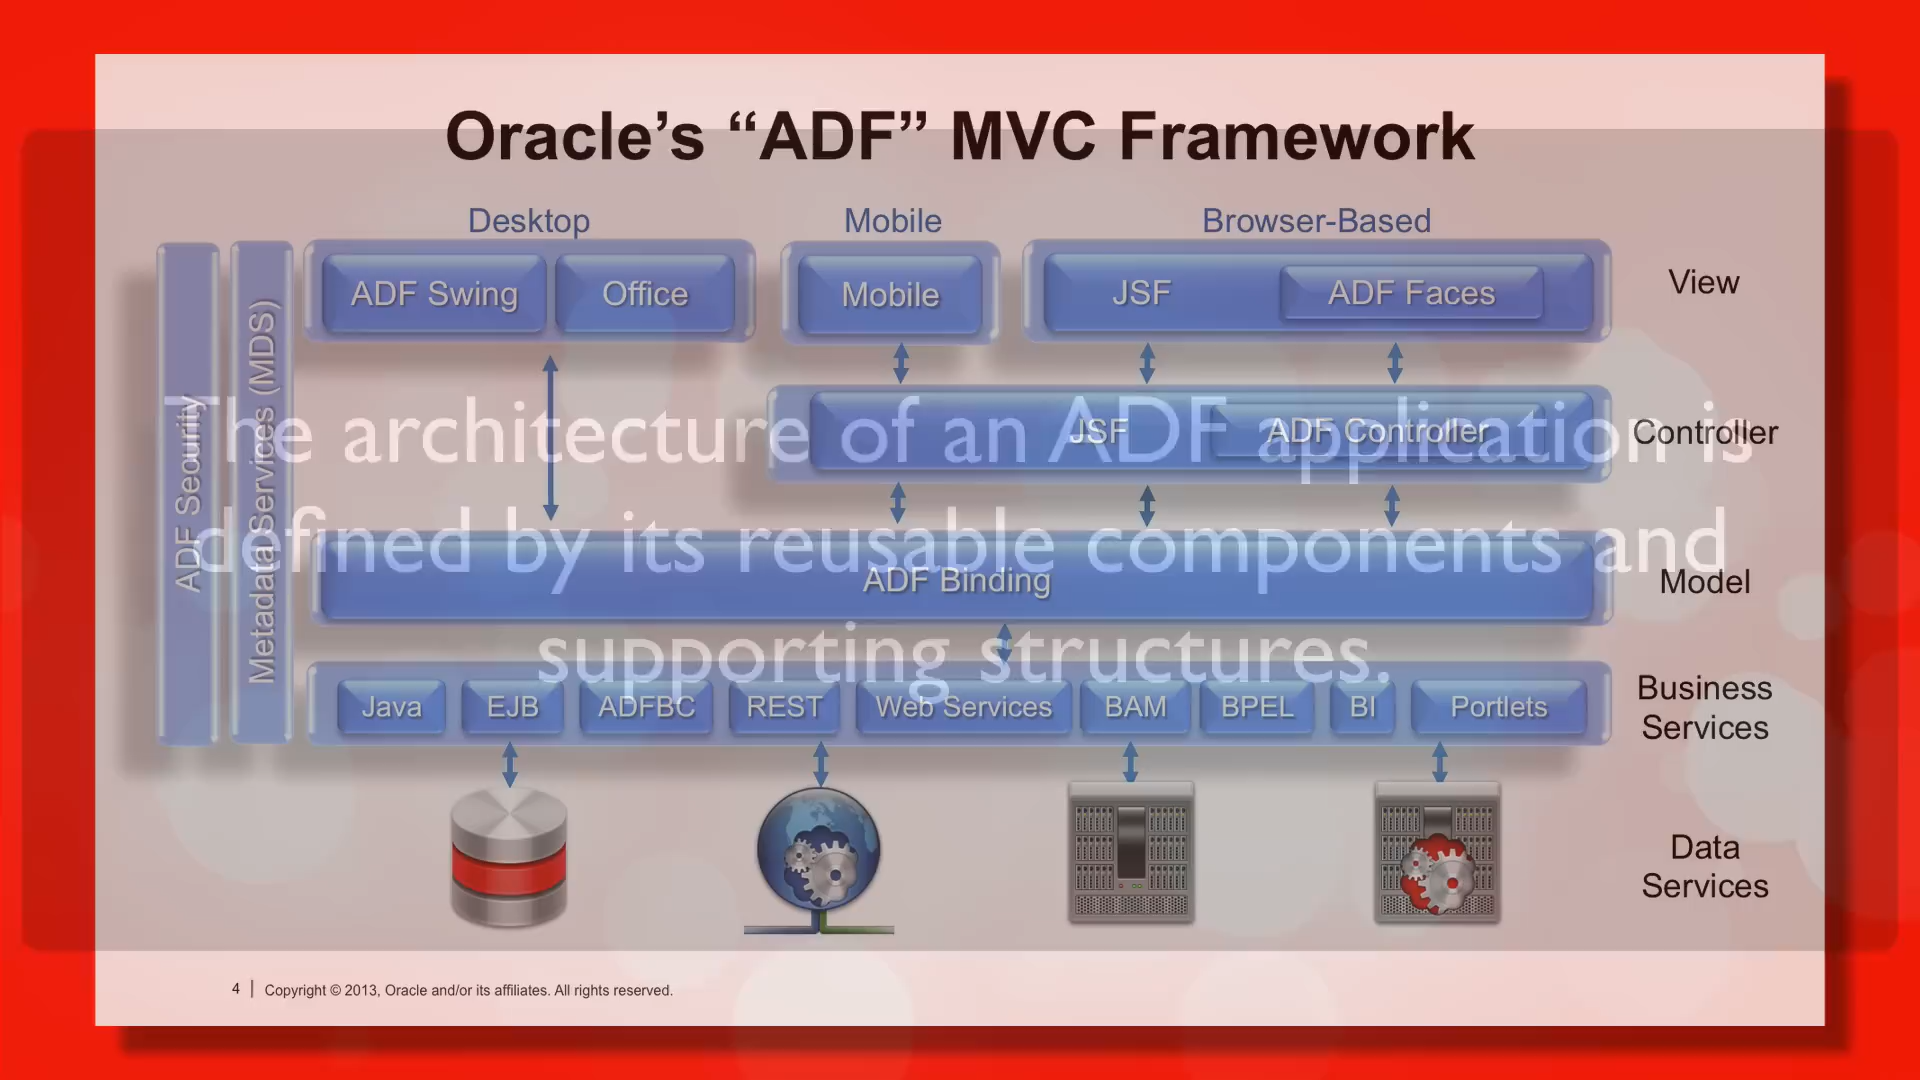 Oracle’s “ADF” MVC Framework
Desktop
Mobile
Browser-Based
ADF Security
Metadata Services (MDS)
ADF Swing
Office
Mobile
JSF
ADF Faces
View
JSF
ADF Controller
Controller
The architecture of an ADF application is
defined by its reusable components and
supporting structures.
ADF Binding
Model
Java
EJB
ADFBC
REST
Web Services
BAM
BPEL
BI
Portlets
Business
Services
Data
Services
4 | Copyright © 2013, Oracle and/or its affiliates. All rights reserved.